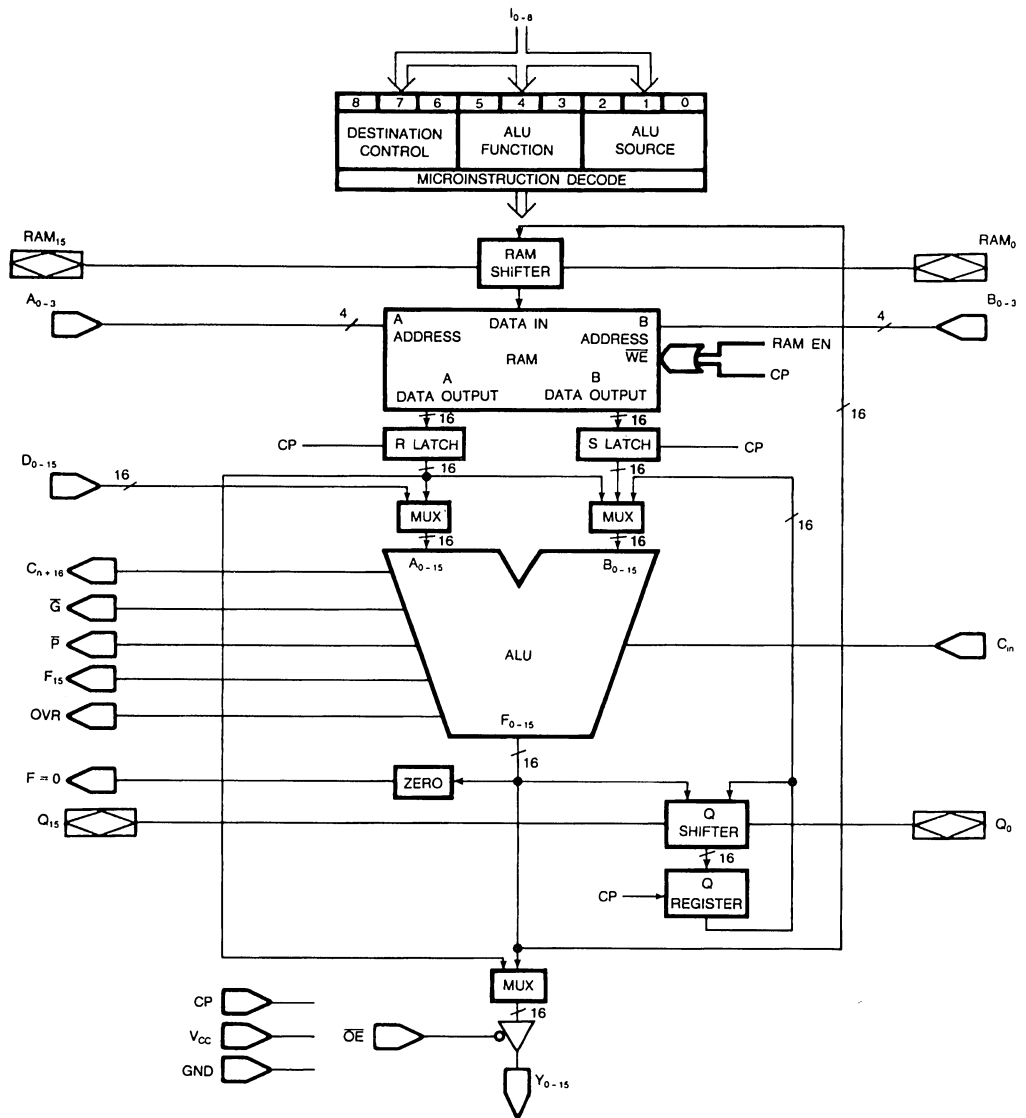 I₀₋₈
8 7 6 5 4 3 2 1 0
DESTINATION CONTROL
ALU FUNCTION
ALU SOURCE
MICROINSTRUCTION DECODE
RAM₁₅
RAM SHIFTER
RAM₀
A₀₋₃
4
A ADDRESS
DATA IN
B ADDRESS
4
B₀₋₃
RAM
W̅E̅
RAM EN
CP
A DATA OUTPUT
B DATA OUTPUT
16
16
16
CP
R LATCH
S LATCH
CP
16
16
D₀₋₁₅
16
MUX
MUX
16
16
16
A₀₋₁₅
B₀₋₁₅
Cₙ₊₁₆
G̅
P̅
ALU
Cᵢₙ
F₁₅
OVR
F₀₋₁₅
16
F = 0
ZERO
Q₁₅
Q SHIFTER
Q₀
16
CP
Q REGISTER
MUX
CP
16
V_CC
O̅E̅
GND
Y₀₋₁₅